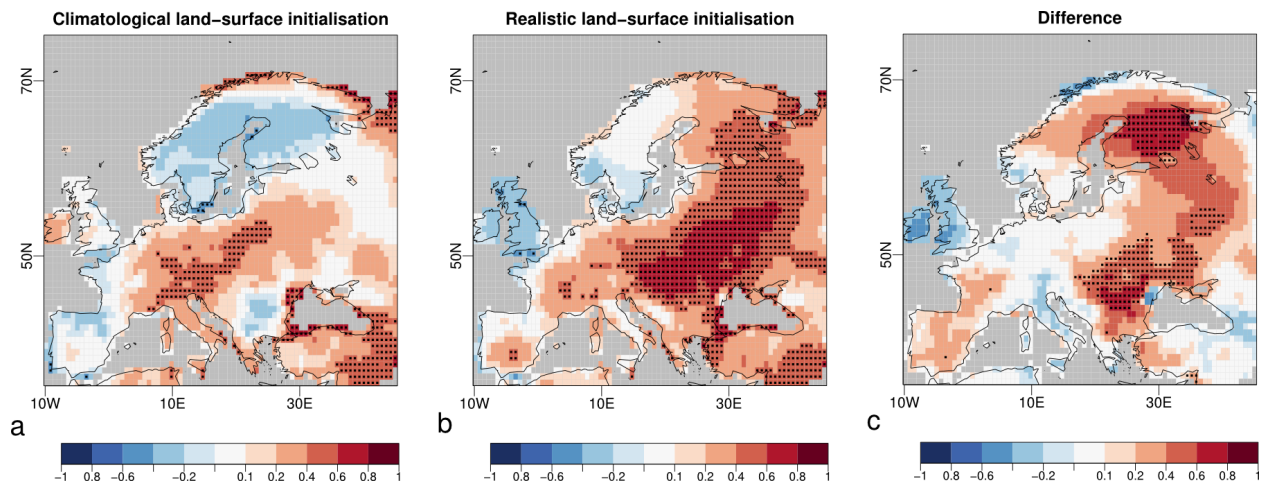 Climatological land−surface initialisation
Realistic land−surface initialisation
Difference
70N
50N
10W 10E 30E
70N
50N
10W 10E 30E
70N
50N
10W 10E 30E
a
b
c
−1 0.8 −0.6 −0.2 0.1 0.2 0.4 0.6 0.8 1
−1 0.8 −0.6 −0.2 0.1 0.2 0.4 0.6 0.8 1
−1 0.8 −0.6 −0.2 0.1 0.2 0.4 0.6 0.8 1